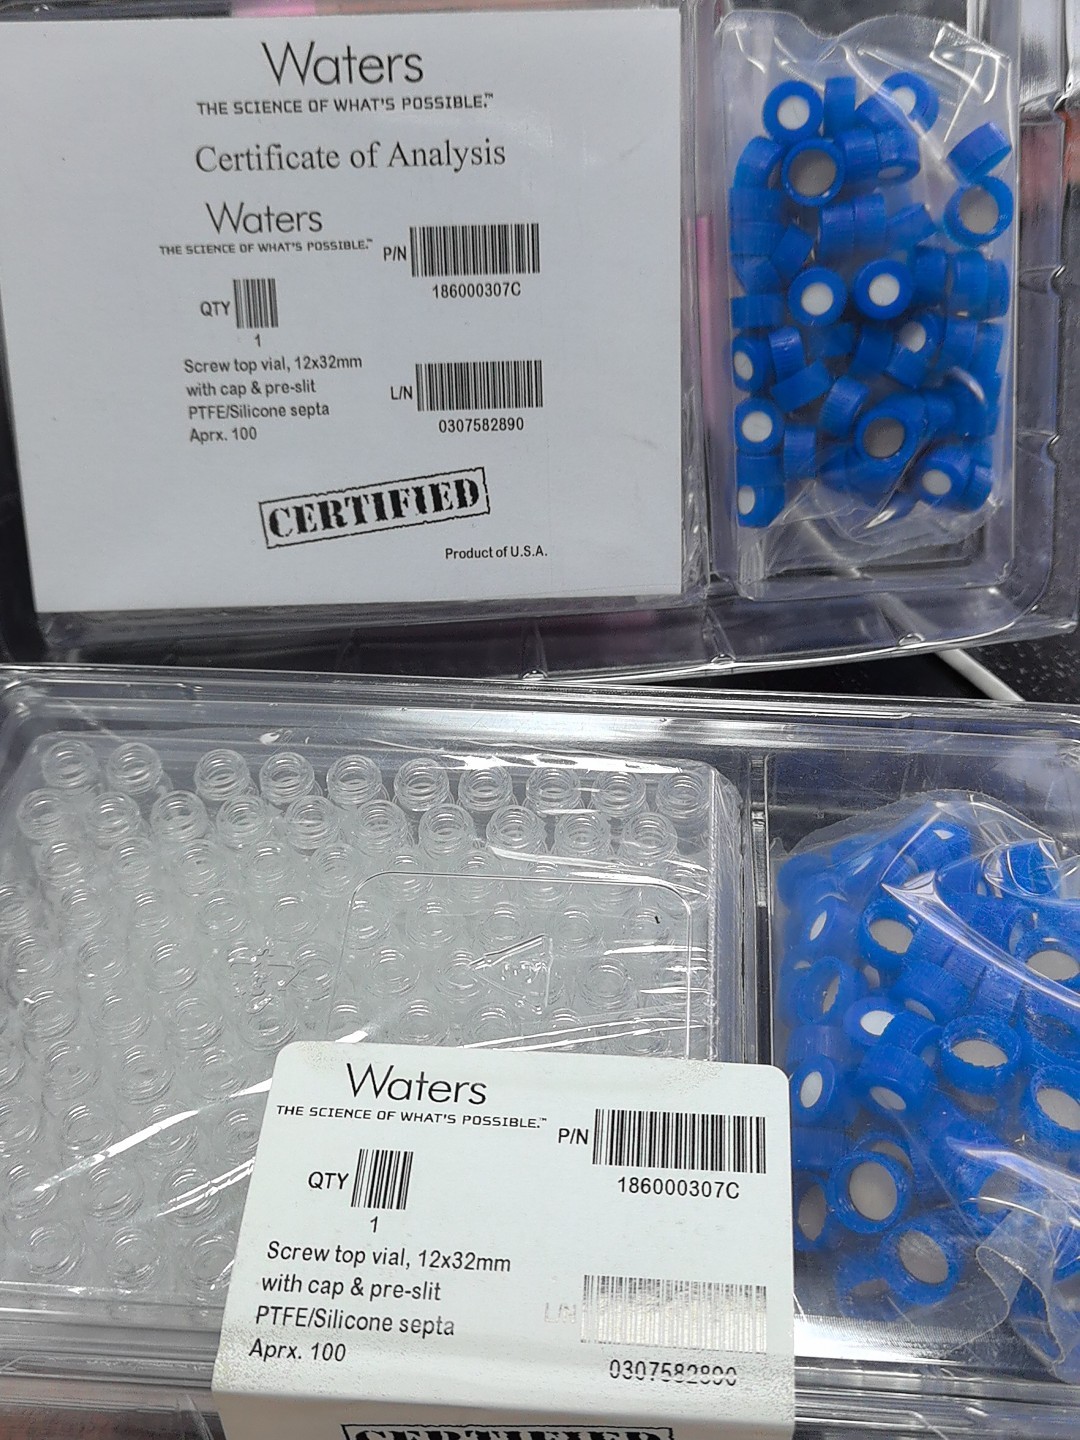 Waters
THE SCIENCE OF WHAT'S POSSIBLE.™
Certificate of Analysis
Waters
THE SCIENCE OF WHAT'S POSSIBLE.™
P/N
186000307C
QTY
1
Screw top vial, 12x32mm
with cap & pre-slit
PTFE/Silicone septa
Aprx. 100
L/N
0307582890
CERTIFIED
Product of U.S.A.
Waters
THE SCIENCE OF WHAT'S POSSIBLE.™
P/N
186000307C
QTY
1
Screw top vial, 12x32mm
with cap & pre-slit
PTFE/Silicone septa
Aprx. 100
L/N
0307582890
CERTIFIED